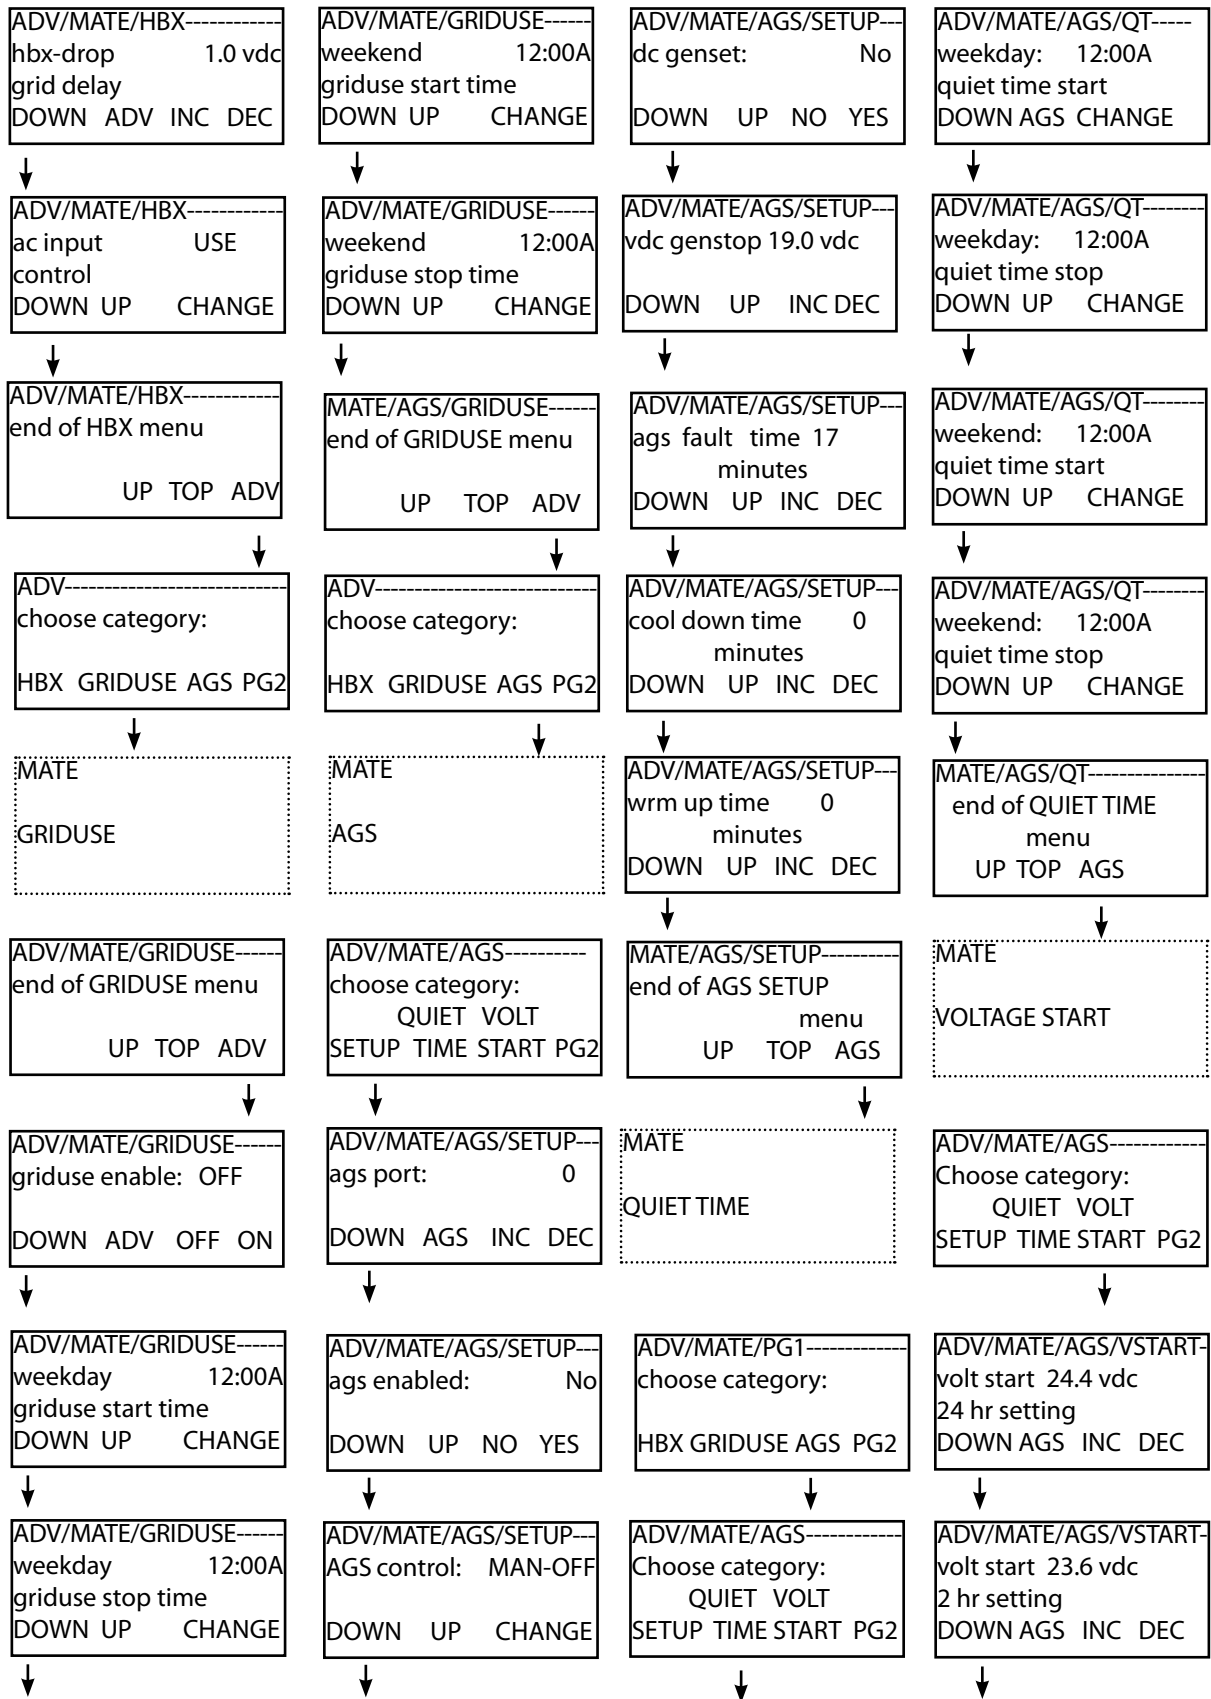 ADV/MATE/HBX------------
hbx-drop 1.0 vdc
grid delay
DOWN ADV INC DEC
ADV/MATE/HBX------------
ac input USE
control
DOWN UP CHANGE
ADV/MATE/HBX------------
end of HBX menu
UP TOP ADV
ADV----------------------------
choose category:
HBX GRIDUSE AGS PG2
MATE
GRIDUSE
ADV/MATE/GRIDUSE------
end of GRIDUSE menu
UP TOP ADV
ADV/MATE/GRIDUSE------
griduse enable: OFF
DOWN ADV OFF ON
ADV/MATE/GRIDUSE------
weekday 12:00A
griduse start time
DOWN UP CHANGE
ADV/MATE/GRIDUSE------
weekday 12:00A
griduse stop time
DOWN UP CHANGE
ADV/MATE/GRIDUSE------
weekend 12:00A
griduse start time
DOWN UP CHANGE
ADV/MATE/GRIDUSE------
weekend 12:00A
griduse stop time
DOWN UP CHANGE
MATE/AGS/GRIDUSE------
end of GRIDUSE menu
UP TOP ADV
ADV----------------------------
choose category:
HBX GRIDUSE AGS PG2
MATE
AGS
ADV/MATE/AGS----------
choose category:
QUIET VOLT
SETUP TIME START PG2
ADV/MATE/AGS/SETUP---
ags port: 0
DOWN AGS INC DEC
ADV/MATE/AGS/SETUP---
ags enabled: No
DOWN UP NO YES
ADV/MATE/AGS/SETUP---
AGS control: MAN-OFF
DOWN UP CHANGE
ADV/MATE/AGS/SETUP---
dc genset: No
DOWN UP NO YES
ADV/MATE/AGS/SETUP---
vdc genstop 19.0 vdc
DOWN UP INC DEC
ADV/MATE/AGS/SETUP---
ags fault time 17
minutes
DOWN UP INC DEC
ADV/MATE/AGS/SETUP---
cool down time 0
minutes
DOWN UP INC DEC
ADV/MATE/AGS/SETUP---
wrm up time 0
minutes
DOWN UP INC DEC
MATE/AGS/SETUP----------
end of AGS SETUP
menu
UP TOP AGS
MATE
QUIET TIME
ADV/MATE/PG1-------------
choose category:
HBX GRIDUSE AGS PG2
ADV/MATE/AGS------------
Choose category:
QUIET VOLT
SETUP TIME START PG2
ADV/MATE/AGS/QT-----
weekday: 12:00A
quiet time start
DOWN AGS CHANGE
ADV/MATE/AGS/QT--------
weekday: 12:00A
quiet time stop
DOWN UP CHANGE
ADV/MATE/AGS/QT--------
weekend: 12:00A
quiet time start
DOWN UP CHANGE
ADV/MATE/AGS/QT--------
weekend: 12:00A
quiet time stop
DOWN UP CHANGE
MATE/AGS/QT--------------
end of QUIET TIME
menu
UP TOP AGS
MATE
VOLTAGE START
ADV/MATE/AGS------------
Choose category:
QUIET VOLT
SETUP TIME START PG2
ADV/MATE/AGS/VSTART-
volt start 24.4 vdc
24 hr setting
DOWN AGS INC DEC
ADV/MATE/AGS/VSTART-
volt start 23.6 vdc
2 hr setting
DOWN AGS INC DEC